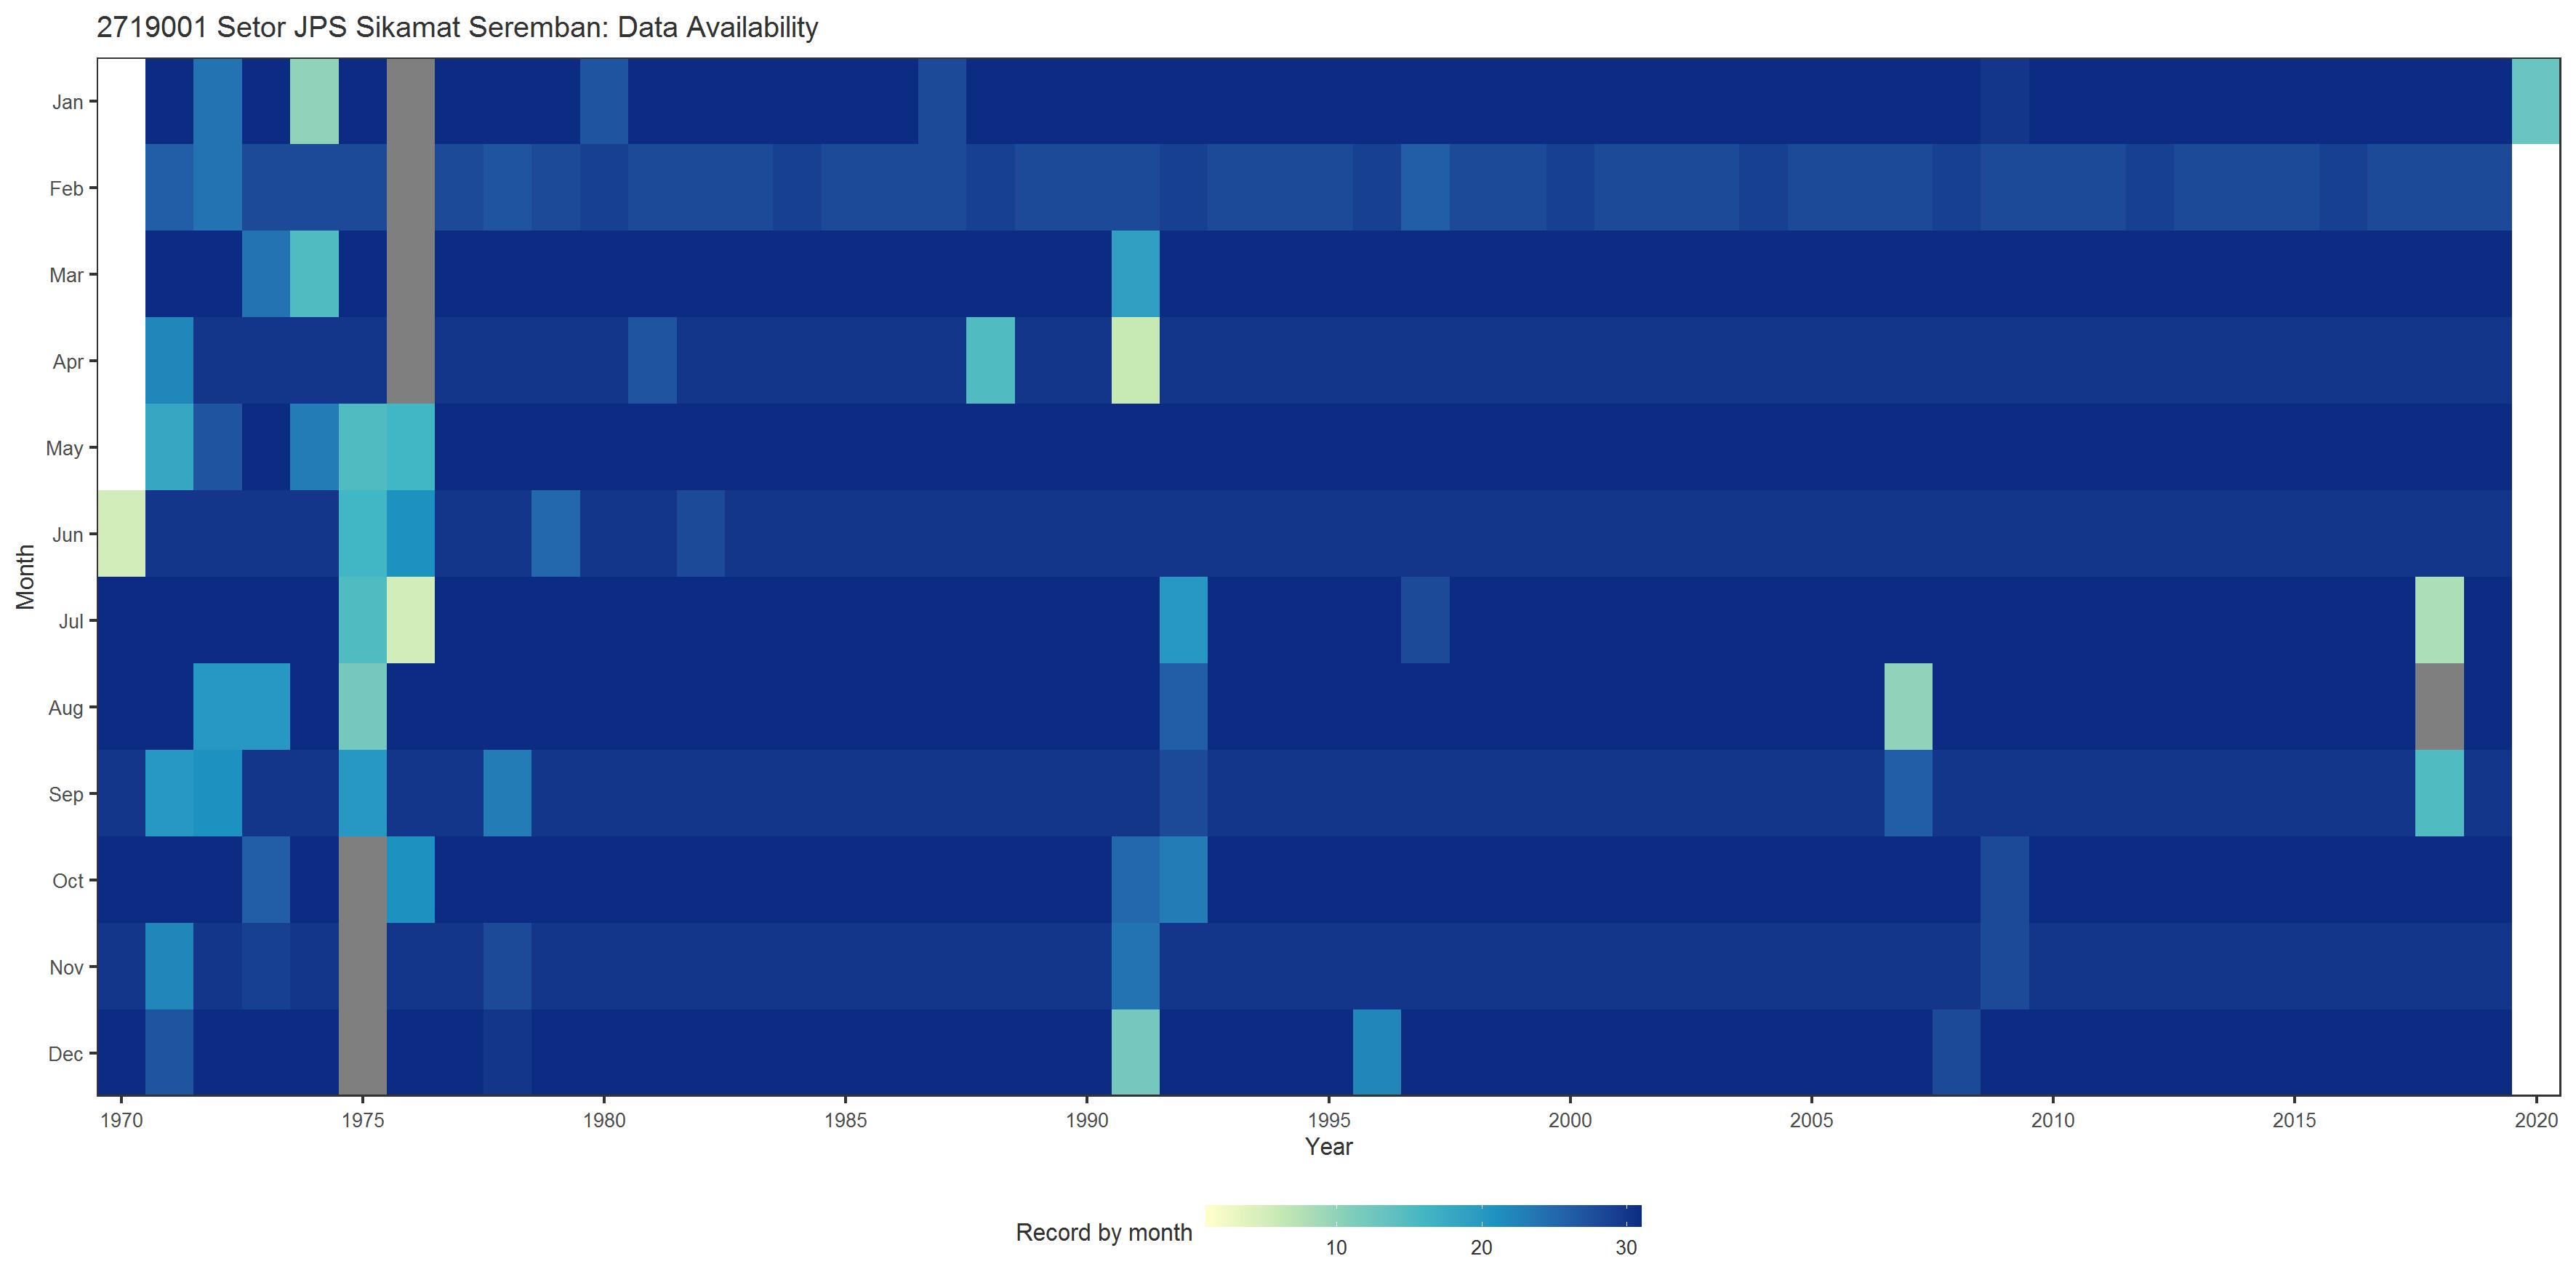 2719001 Setor JPS Sikamat Seremban: Data Availability
Jan
Feb
Mar
Apr
May
Jun
Jul
Aug
Sep
Oct
Nov
Dec
Month
1970 1975 1980 1985 1990 1995 2000 2005 2010 2015 2020
Year
Record by month
10 20 30